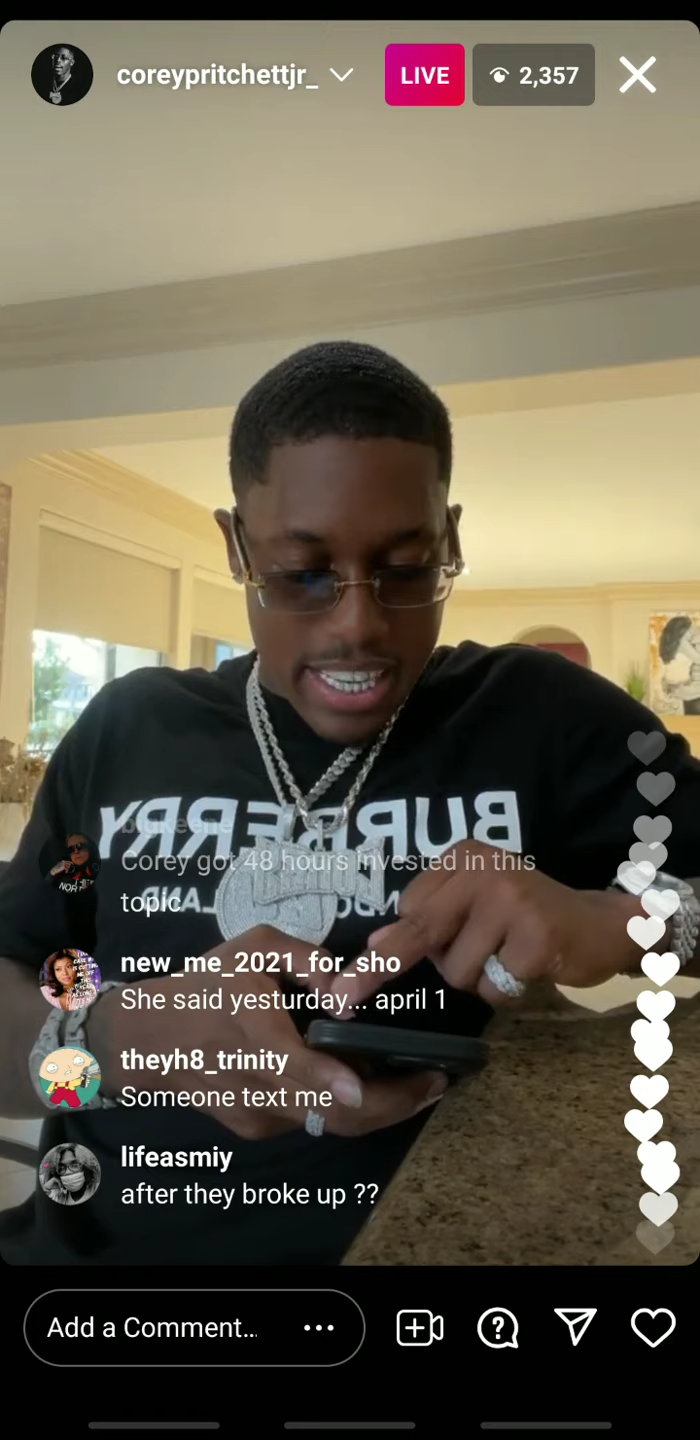 coreypritchettjr_
LIVE
2,357
BURBERRY
Corey got 48 hours invested in this
topic
new_me_2021_for_sho
She said yesturday... april 1
theyh8_trinity
Someone text me
lifeasmiy
after they broke up ??
Add a Comment...